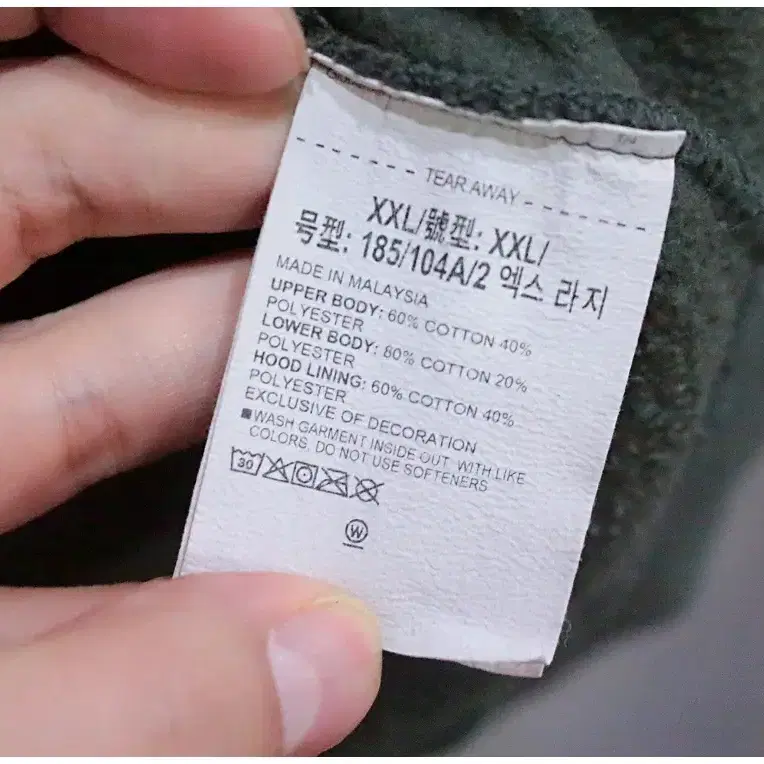 TEAR AWAY
XXL/號型: XXL/
号型: 185/104A/2 엑스 라지
MADE IN MALAYSIA
UPPER BODY: 60% COTTON 40%
POLYESTER
LOWER BODY: 80% COTTON 20%
POLYESTER
HOOD LINING: 60% COTTON 40%
POLYESTER
EXCLUSIVE OF DECORATION
■WASH GARMENT INSIDE OUT, WITH LIKE
COLORS, DO NOT USE SOFTENERS
30
W